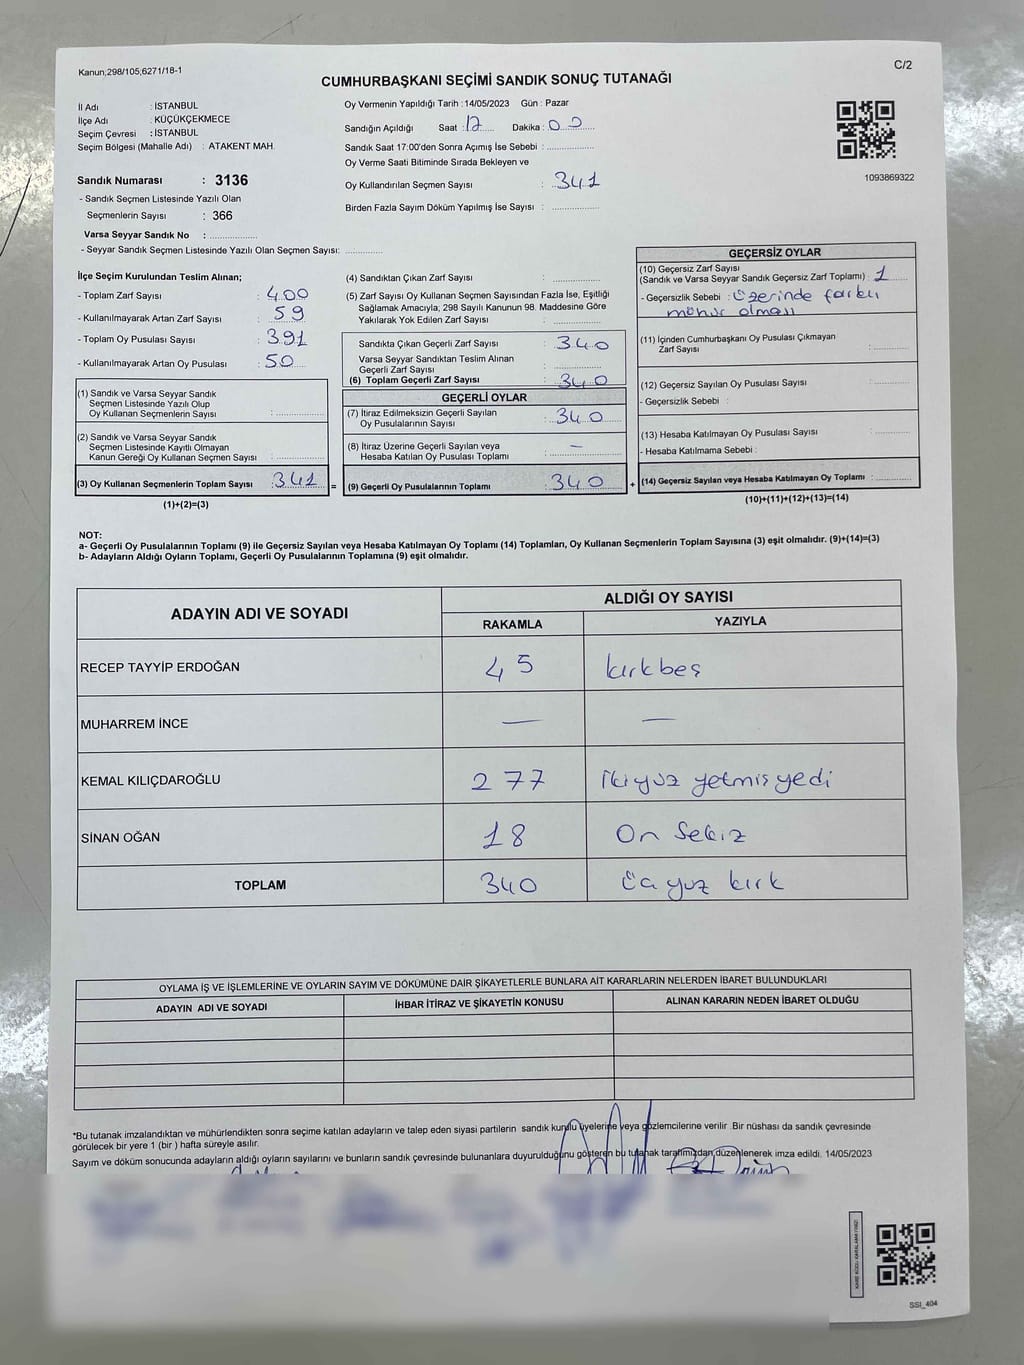 Kanun;298/105;6271/18-1
C/2
CUMHURBAŞKANI SEÇİMİ SANDIK SONUÇ TUTANAĞI
İl Adı : İSTANBUL
İlçe Adı : KÜÇÜKÇEKMECE
Seçim Çevresi : İSTANBUL
Seçim Bölgesi (Mahalle Adı) : ATAKENT MAH.
Sandık Numarası : 3136
- Sandık Seçmen Listesinde Yazılı Olan
Seçmenlerin Sayısı : 366
Varsa Seyyar Sandık No :
- Seyyar Sandık Seçmen Listesinde Yazılı Olan Seçmen Sayısı:
Oy Vermenin Yapıldığı Tarih :14/05/2023 Gün : Pazar
Sandığın Açıldığı Saat : 17 Dakika : 00
Sandık Saat 17:00'den Sonra Açımış İse Sebebi :
Oy Verme Saati Bitiminde Sırada Bekleyen ve
Oy Kullandırılan Seçmen Sayısı : 341
Birden Fazla Sayım Döküm Yapılmış İse Sayısı :
1093869322
İlçe Seçim Kurulundan Teslim Alınan;
- Toplam Zarf Sayısı : 400
- Kullanılmayarak Artan Zarf Sayısı : 59
- Toplam Oy Pusulası Sayısı : 391
- Kullanılmayarak Artan Oy Pusulası : 50
(1) Sandık ve Varsa Seyyar Sandık
Seçmen Listesinde Yazılı Olup
Oy Kullanan Seçmenlerin Sayısı :
(2) Sandık ve Varsa Seyyar Sandık
Seçmen Listesinde Kayıtlı Olmayan
Kanun Gereği Oy Kullanan Seçmen Sayısı :
(3) Oy Kullanan Seçmenlerin Toplam Sayısı : 341 =
(1)+(2)=(3)
(4) Sandıktan Çıkan Zarf Sayısı :
(5) Zarf Sayısı Oy Kullanan Seçmen Sayısından Fazla İse, Eşitliği
Sağlamak Amacıyla, 298 Sayılı Kanunun 98. Maddesine Göre
Yakılarak Yok Edilen Zarf Sayısı :
Sandıkta Çıkan Geçerli Zarf Sayısı : 340
Varsa Seyyar Sandıktan Teslim Alınan
Geçerli Zarf Sayısı :
(6) Toplam Geçerli Zarf Sayısı : 340
GEÇERLİ OYLAR
(7) İtiraz Edilmeksizin Geçerli Sayılan
Oy Pusulalarının Sayısı : 340
(8) İtiraz Üzerine Geçerli Sayılan veya
Hesaba Katılan Oy Pusulası Toplamı : —
(9) Geçerli Oy Pusulalarının Toplamı : 340 +
GEÇERSİZ OYLAR
(10) Geçersiz Zarf Sayısı
(Sandık ve Varsa Seyyar Sandık Geçersiz Zarf Toplamı) : 1
- Geçersizlik Sebebi : üzerinde farklı
mühür olması
(11) İçinden Cumhurbaşkanı Oy Pusulası Çıkmayan
Zarf Sayısı :
(12) Geçersiz Sayılan Oy Pusulası Sayısı :
- Geçersizlik Sebebi :
(13) Hesaba Katılmayan Oy Pusulası Sayısı :
- Hesaba Katılmama Sebebi :
(14) Geçersiz Sayılan veya Hesaba Katılmayan Oy Toplamı :
(10)+(11)+(12)+(13)=(14)
NOT:
a- Geçerli Oy Pusulalarının Toplamı (9) ile Geçersiz Sayılan veya Hesaba Katılmayan Oy Toplamı (14) Toplamları, Oy Kullanan Seçmenlerin Toplam Sayısına (3) eşit olmalıdır. (9)+(14)=(3)
b- Adayların Aldığı Oyların Toplamı, Geçerli Oy Pusulalarının Toplamına (9) eşit olmalıdır.
ADAYIN ADI VE SOYADI
ALDIĞI OY SAYISI
RAKAMLA YAZIYLA
RECEP TAYYİP ERDOĞAN 45 kırkbeş
MUHARREM İNCE — —
KEMAL KILIÇDAROĞLU 277 İkiyüz yetmişyedi
SİNAN OĞAN 18 On Sekiz
TOPLAM 340 Üç yüz kırk
OYLAMA İŞ VE İŞLEMLERİNE VE OYLARIN SAYIM VE DÖKÜMÜNE DAİR ŞİKAYETLERLE BUNLARA AİT KARARLARIN NELERDEN İBARET BULUNDUKLARI
ADAYIN ADI VE SOYADI İHBAR İTİRAZ VE ŞİKAYETİN KONUSU ALINAN KARARIN NEDEN İBARET OLDUĞU
*Bu tutanak imzalandıktan ve mühürlendikten sonra seçime katılan adayların ve talep eden siyasi partilerin sandık kurulu üyelerine veya gözlemcilerine verilir .Bir nüshası da sandık çevresinde
görülecek bir yere 1 (bir ) hafta süreyle asılır.
Sayım ve döküm sonucunda adayların aldığı oyların sayılarını ve bunların sandık çevresinde bulunanlara duyurulduğunu gösteren bu tutanak tarafımızdan düzenlenerek imza edildi. 14/05/2023
SSI_404